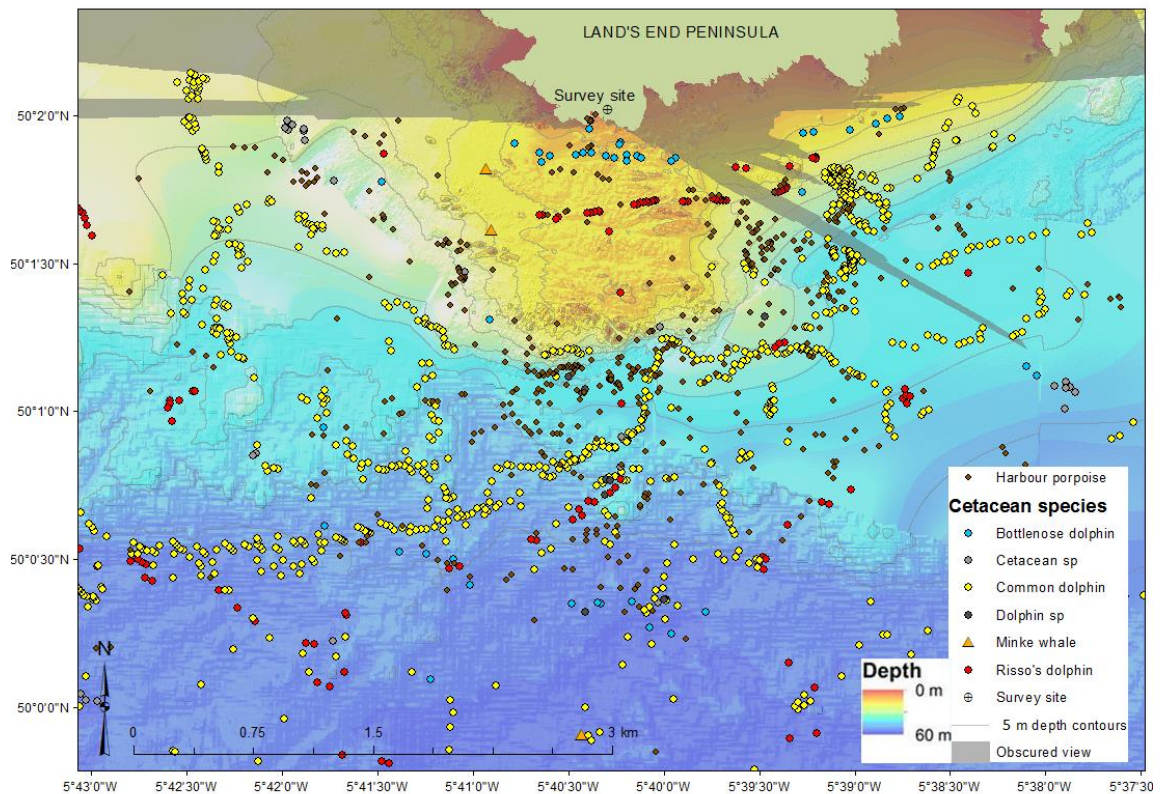 LAND'S END PENINSULA
Survey site
50°2'0"N
50°1'30"N
50°1'0"N
50°0'30"N
50°0'0"N
N
0
0.75
1.5
3 km
Harbour porpoise
Cetacean species
Bottlenose dolphin
Cetacean sp
Common dolphin
Dolphin sp
Minke whale
Risso's dolphin
Survey site
5 m depth contours
Obscured view
Depth
0 m
60 m
5°43'0"W
5°42'30"W
5°42'0"W
5°41'30"W
5°41'0"W
5°40'30"W
5°40'0"W
5°39'30"W
5°39'0"W
5°38'30"W
5°38'0"W
5°37'30"W